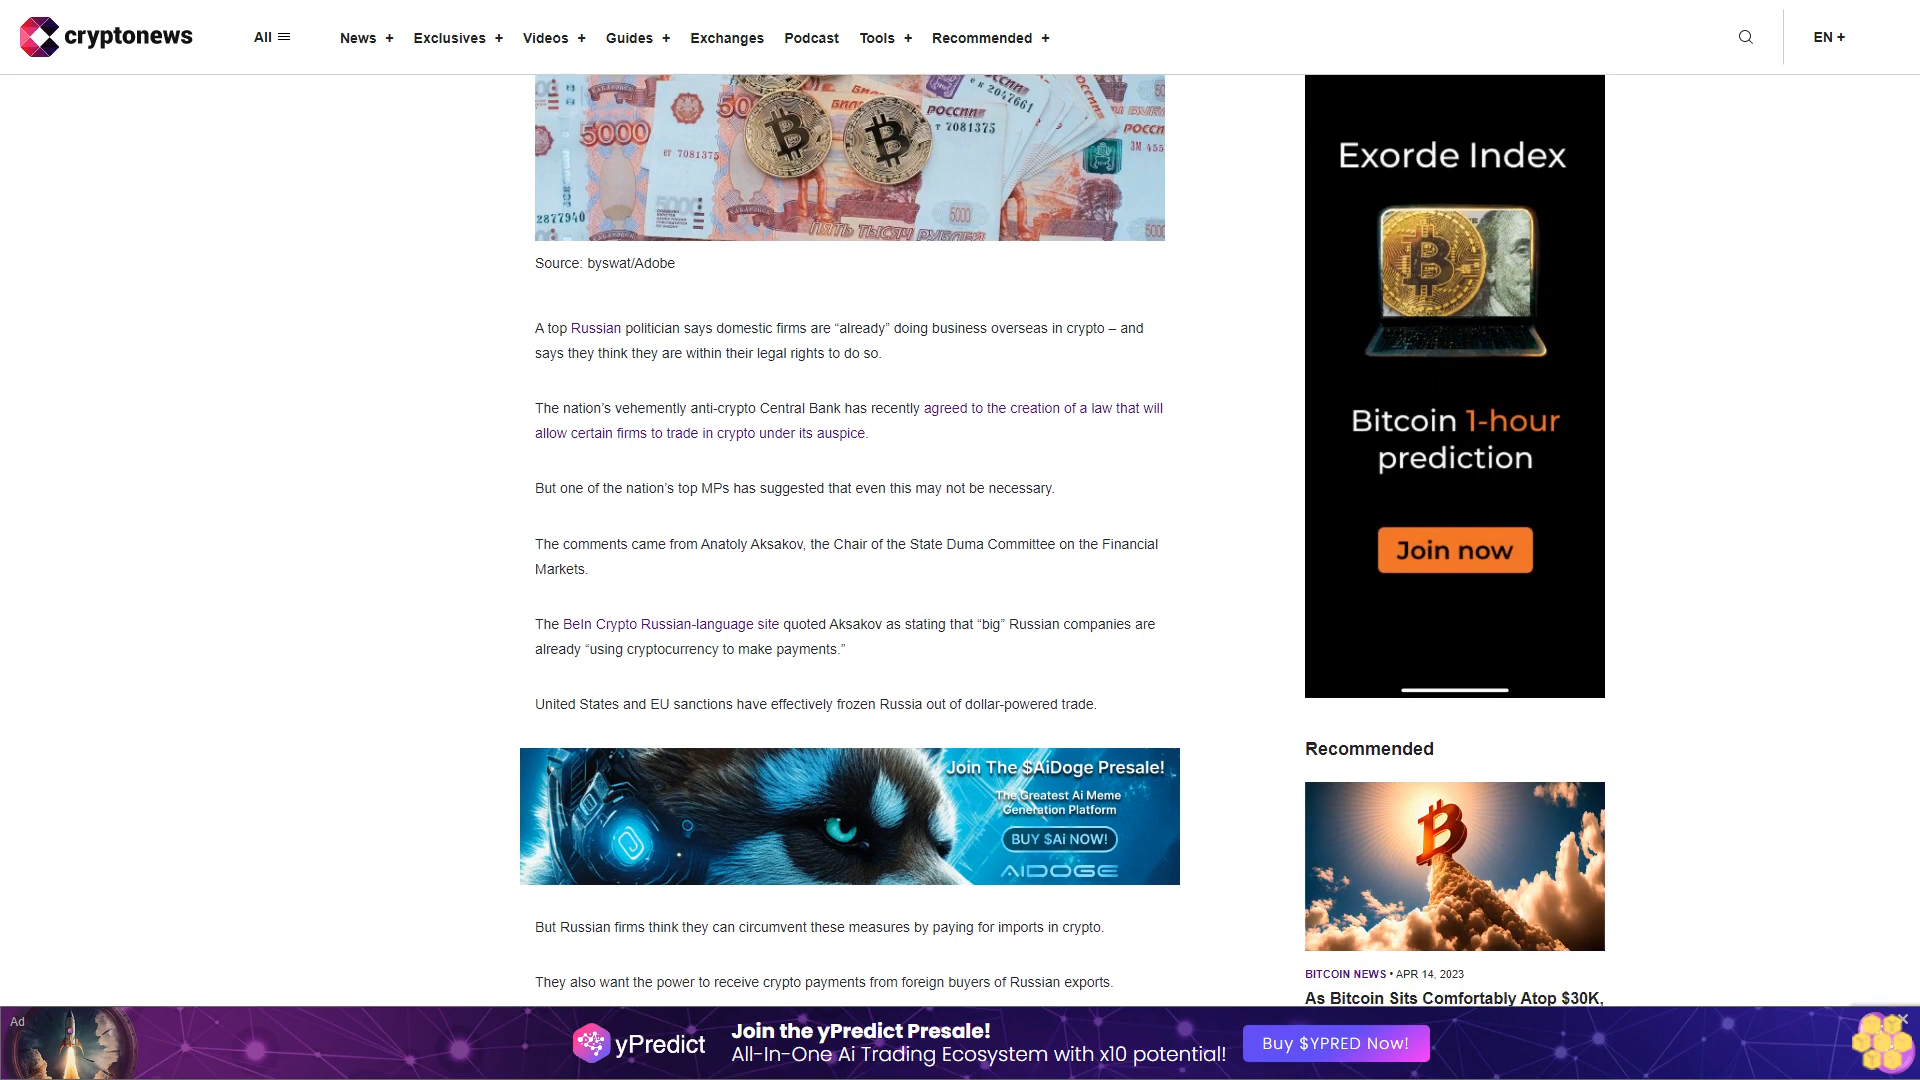 cryptonews
All
News +
Exclusives +
Videos +
Guides +
Exchanges
Podcast
Tools +
Recommended +
EN +
5000
50
РОССИИ
т 7081375
ег 7081375
2877940
5000
5000
ПЯТЬ ТЫСЯЧ РУБЛЕЙ
Source: byswat/Adobe
A top Russian politician says domestic firms are “already” doing business overseas in crypto – and
says they think they are within their legal rights to do so.
The nation’s vehemently anti-crypto Central Bank has recently agreed to the creation of a law that will
allow certain firms to trade in crypto under its auspice.
But one of the nation’s top MPs has suggested that even this may not be necessary.
The comments came from Anatoly Aksakov, the Chair of the State Duma Committee on the Financial
Markets.
The BeIn Crypto Russian-language site quoted Aksakov as stating that “big” Russian companies are
already “using cryptocurrency to make payments.”
United States and EU sanctions have effectively frozen Russia out of dollar-powered trade.
Join The $AiDoge Presale!
The Greatest Ai Meme
Generation Platform
BUY $Ai NOW!
AIDOGE
But Russian firms think they can circumvent these measures by paying for imports in crypto.
They also want the power to receive crypto payments from foreign buyers of Russian exports.
Exorde Index
Bitcoin 1-hour
prediction
Join now
Recommended
BITCOIN NEWS • APR 14, 2023
As Bitcoin Sits Comfortably Atop $30K,
Ad
yPredict
Join the yPredict Presale!
All-In-One Ai Trading Ecosystem with x10 potential!
Buy $YPRED Now!